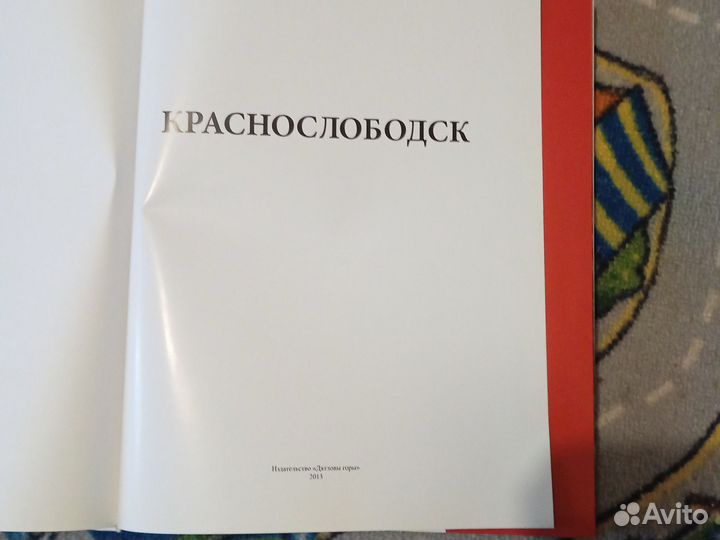 КРАСНОСЛОБОДСК
Издательство «Дятловы горы»
2013
Avito